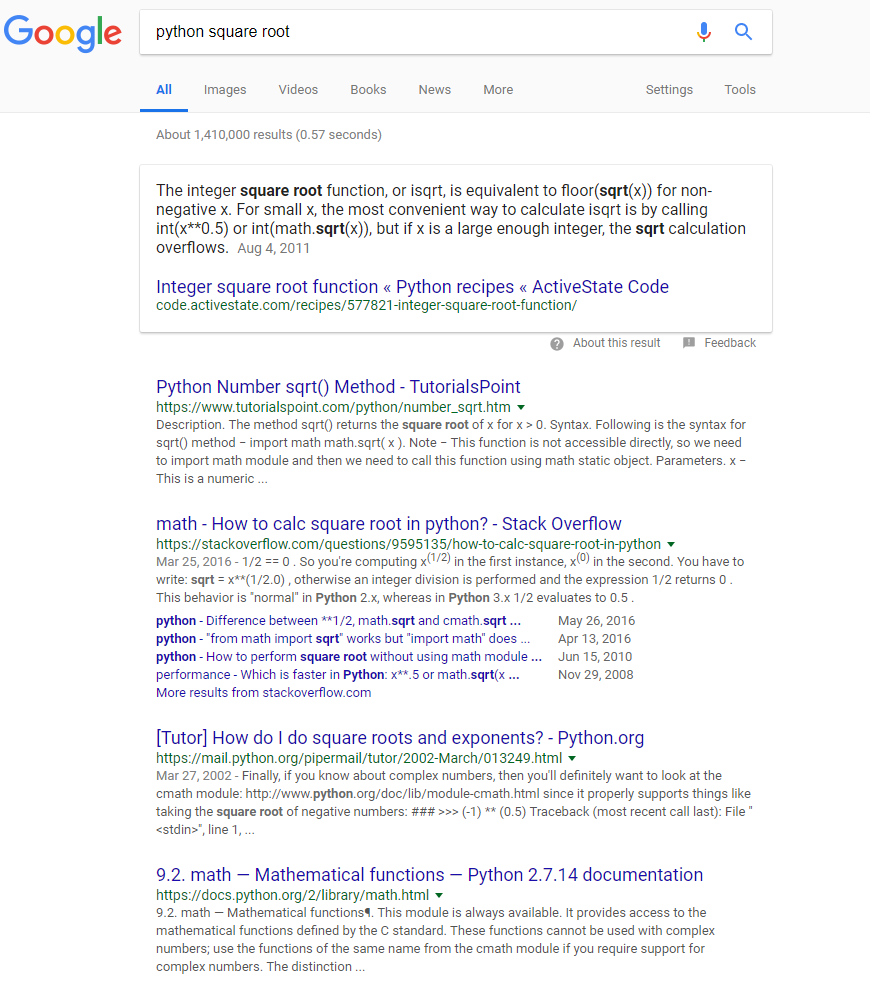 Google
python square root
All Images Videos Books News More Settings Tools
About 1,410,000 results (0.57 seconds)
The integer square root function, or isqrt, is equivalent to floor(sqrt(x)) for non-
negative x. For small x, the most convenient way to calculate isqrt is by calling
int(x**0.5) or int(math.sqrt(x)), but if x is a large enough integer, the sqrt calculation
overflows. Aug 4, 2011
Integer square root function « Python recipes « ActiveState Code
code.activestate.com/recipes/577821-integer-square-root-function/
About this result Feedback
Python Number sqrt() Method - TutorialsPoint
https://www.tutorialspoint.com/python/number_sqrt.htm
Description. The method sqrt() returns the square root of x for x > 0. Syntax. Following is the syntax for
sqrt() method − import math math.sqrt( x ). Note − This function is not accessible directly, so we need
to import math module and then we need to call this function using math static object. Parameters. x −
This is a numeric ...
math - How to calc square root in python? - Stack Overflow
https://stackoverflow.com/questions/9595135/how-to-calc-square-root-in-python
Mar 25, 2016 - 1/2 == 0 . So you're computing x(1/2) in the first instance, x(0) in the second. You have to
write: sqrt = x**(1/2.0) , otherwise an integer division is performed and the expression 1/2 returns 0 .
This behavior is "normal" in Python 2.x, whereas in Python 3.x 1/2 evaluates to 0.5 .
python - Difference between **1/2, math.sqrt and cmath.sqrt ... May 26, 2016
python - "from math import sqrt" works but "import math" does ... Apr 13, 2016
python - How to perform square root without using math module ... Jun 15, 2010
performance - Which is faster in Python: x**.5 or math.sqrt(x ... Nov 29, 2008
More results from stackoverflow.com
[Tutor] How do I do square roots and exponents? - Python.org
https://mail.python.org/pipermail/tutor/2002-March/013249.html
Mar 27, 2002 - Finally, if you know about complex numbers, then you'll definitely want to look at the
cmath module: http://www.python.org/doc/lib/module-cmath.html since it properly supports things like
taking the square root of negative numbers: ### >>> (-1) ** (0.5) Traceback (most recent call last): File "
<stdin>", line 1, ...
9.2. math — Mathematical functions — Python 2.7.14 documentation
https://docs.python.org/2/library/math.html
9.2. math — Mathematical functions¶. This module is always available. It provides access to the
mathematical functions defined by the C standard. These functions cannot be used with complex
numbers; use the functions of the same name from the cmath module if you require support for
complex numbers. The distinction ...